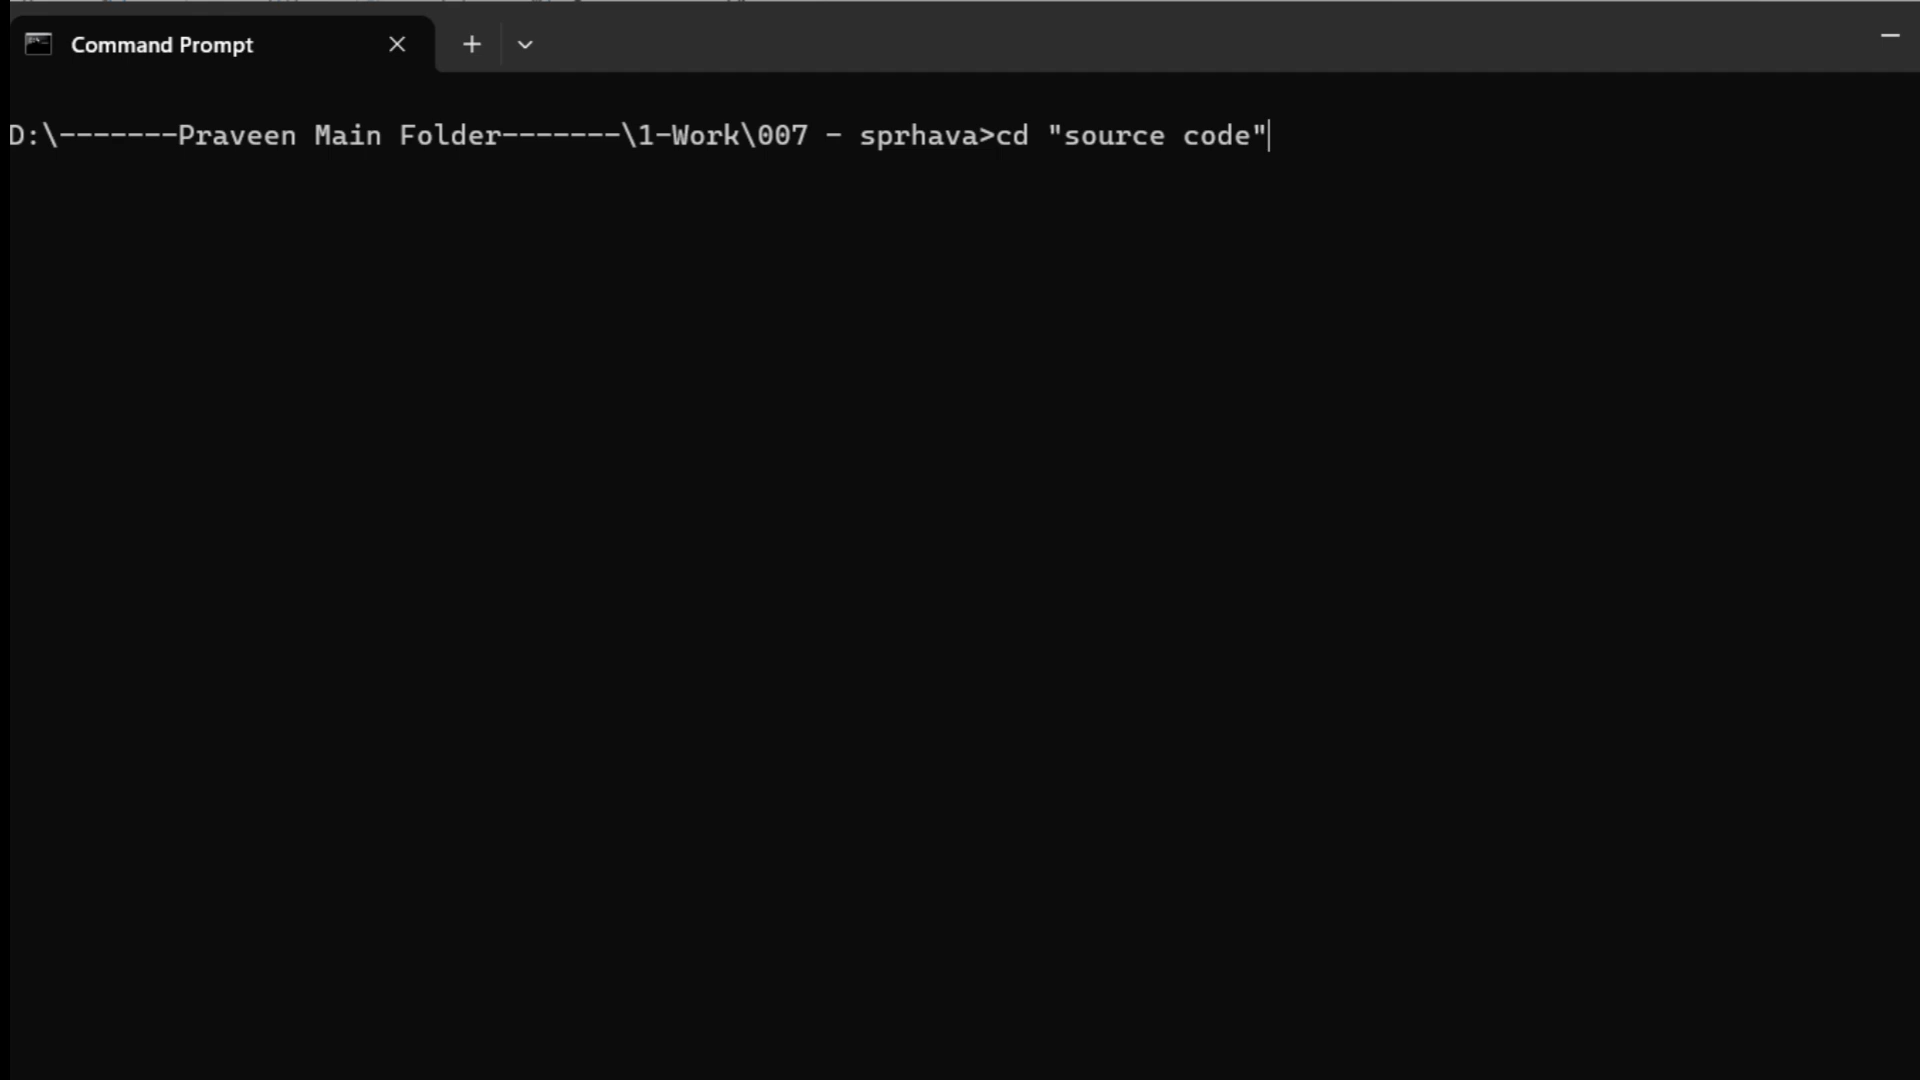 Command Prompt
D:\-------Praveen Main Folder-------\1-Work\007 - sprhava>cd "source code"